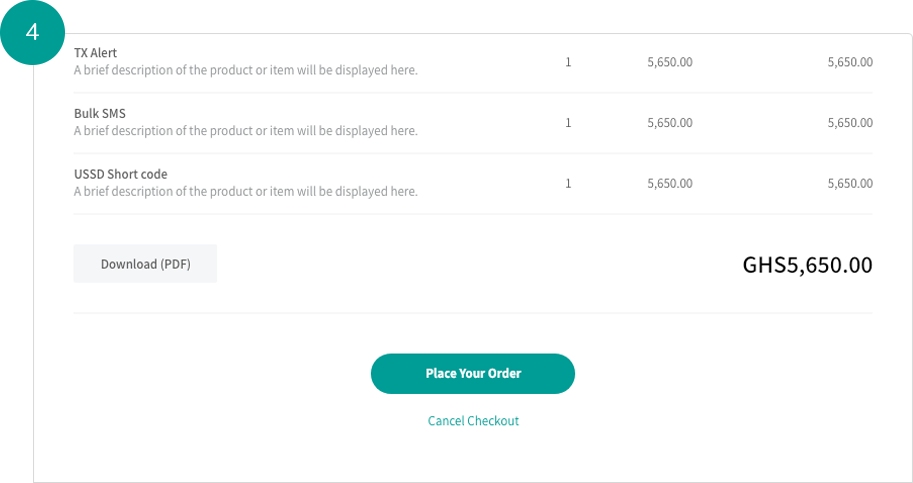 4
TX Alert
A brief description of the product or item will be displayed here.
1 5,650.00 5,650.00
Bulk SMS
A brief description of the product or item will be displayed here.
1 5,650.00 5,650.00
USSD Short code
A brief description of the product or item will be displayed here.
1 5,650.00 5,650.00
Download (PDF)
GHS5,650.00
Place Your Order
Cancel Checkout